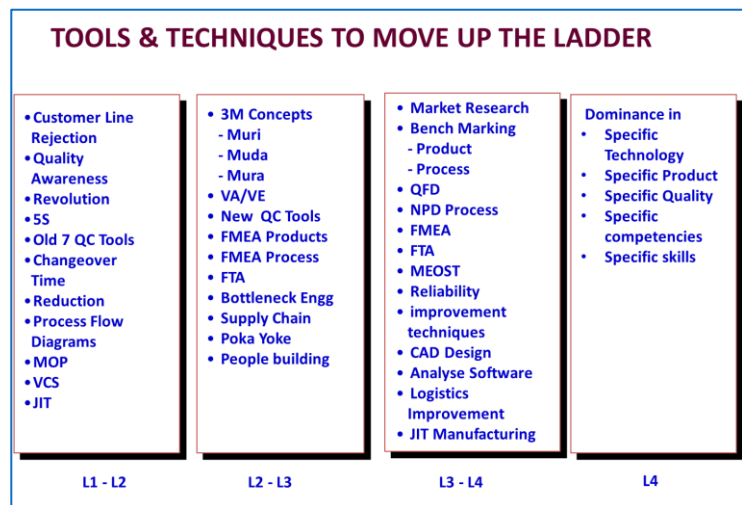 TOOLS & TECHNIQUES TO MOVE UP THE LADDER
•Customer Line
Rejection
•Quality
Awareness
•Revolution
•5S
•Old 7 QC Tools
•Changeover
Time
•Reduction
•Process Flow
Diagrams
•MOP
•VCS
•JIT
L1 - L2
• 3M Concepts
- Muri
- Muda
- Mura
• VA/VE
• New QC Tools
• FMEA Products
• FMEA Process
• FTA
• Bottleneck Engg
• Supply Chain
• Poka Yoke
• People building
L2 - L3
• Market Research
• Bench Marking
- Product
- Process
• QFD
• NPD Process
• FMEA
• FTA
• MEOST
• Reliability
• improvement
techniques
• CAD Design
• Analyse Software
• Logistics
Improvement
• JIT Manufacturing
L3 - L4
Dominance in
• Specific
Technology
• Specific Product
• Specific Quality
• Specific
competencies
• Specific skills
L4